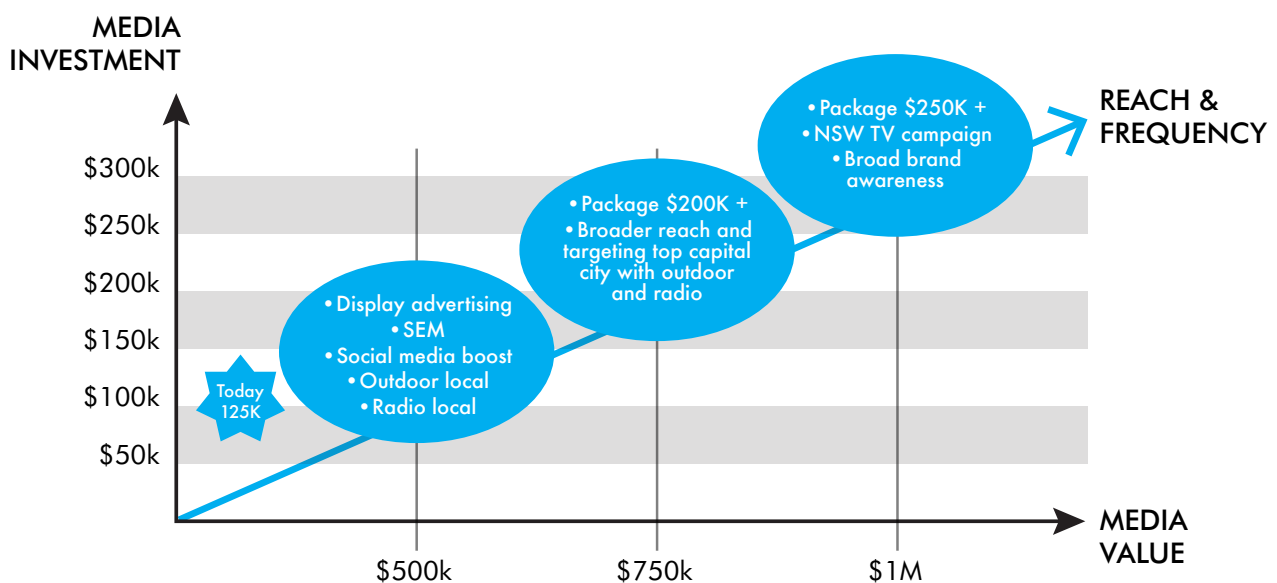 MEDIA
INVESTMENT
$300k
$250k
$200k
$150k
$100k
$50k
Today
125K
• Display advertising
• SEM
• Social media boost
• Outdoor local
• Radio local
• Package $200K +
• Broader reach and
targeting top capital
city with outdoor
and radio
• Package $250K +
• NSW TV campaign
• Broad brand
awareness
REACH &
FREQUENCY
MEDIA
VALUE
$500k
$750k
$1M